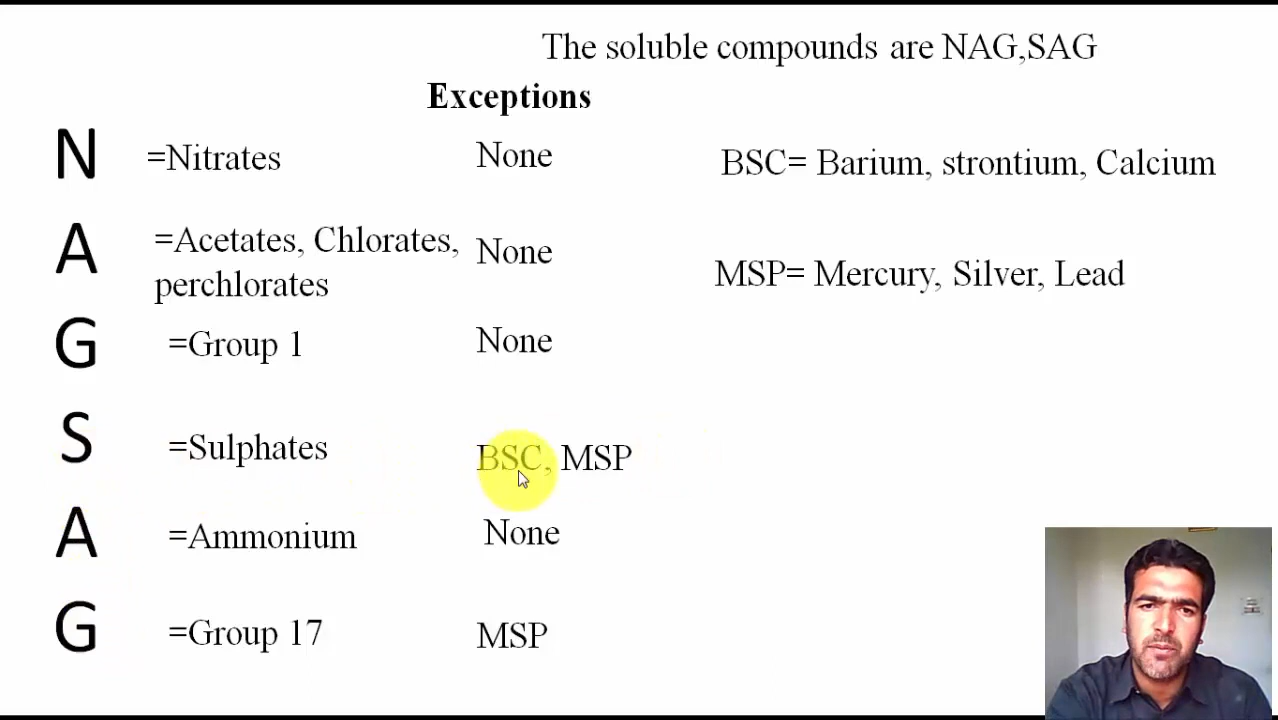 The soluble compounds are NAG,SAG
Exceptions
N =Nitrates None BSC= Barium, strontium, Calcium
A =Acetates, Chlorates, perchlorates None MSP= Mercury, Silver, Lead
G =Group 1 None
S =Sulphates BSC, MSP
A =Ammonium None
G =Group 17 MSP